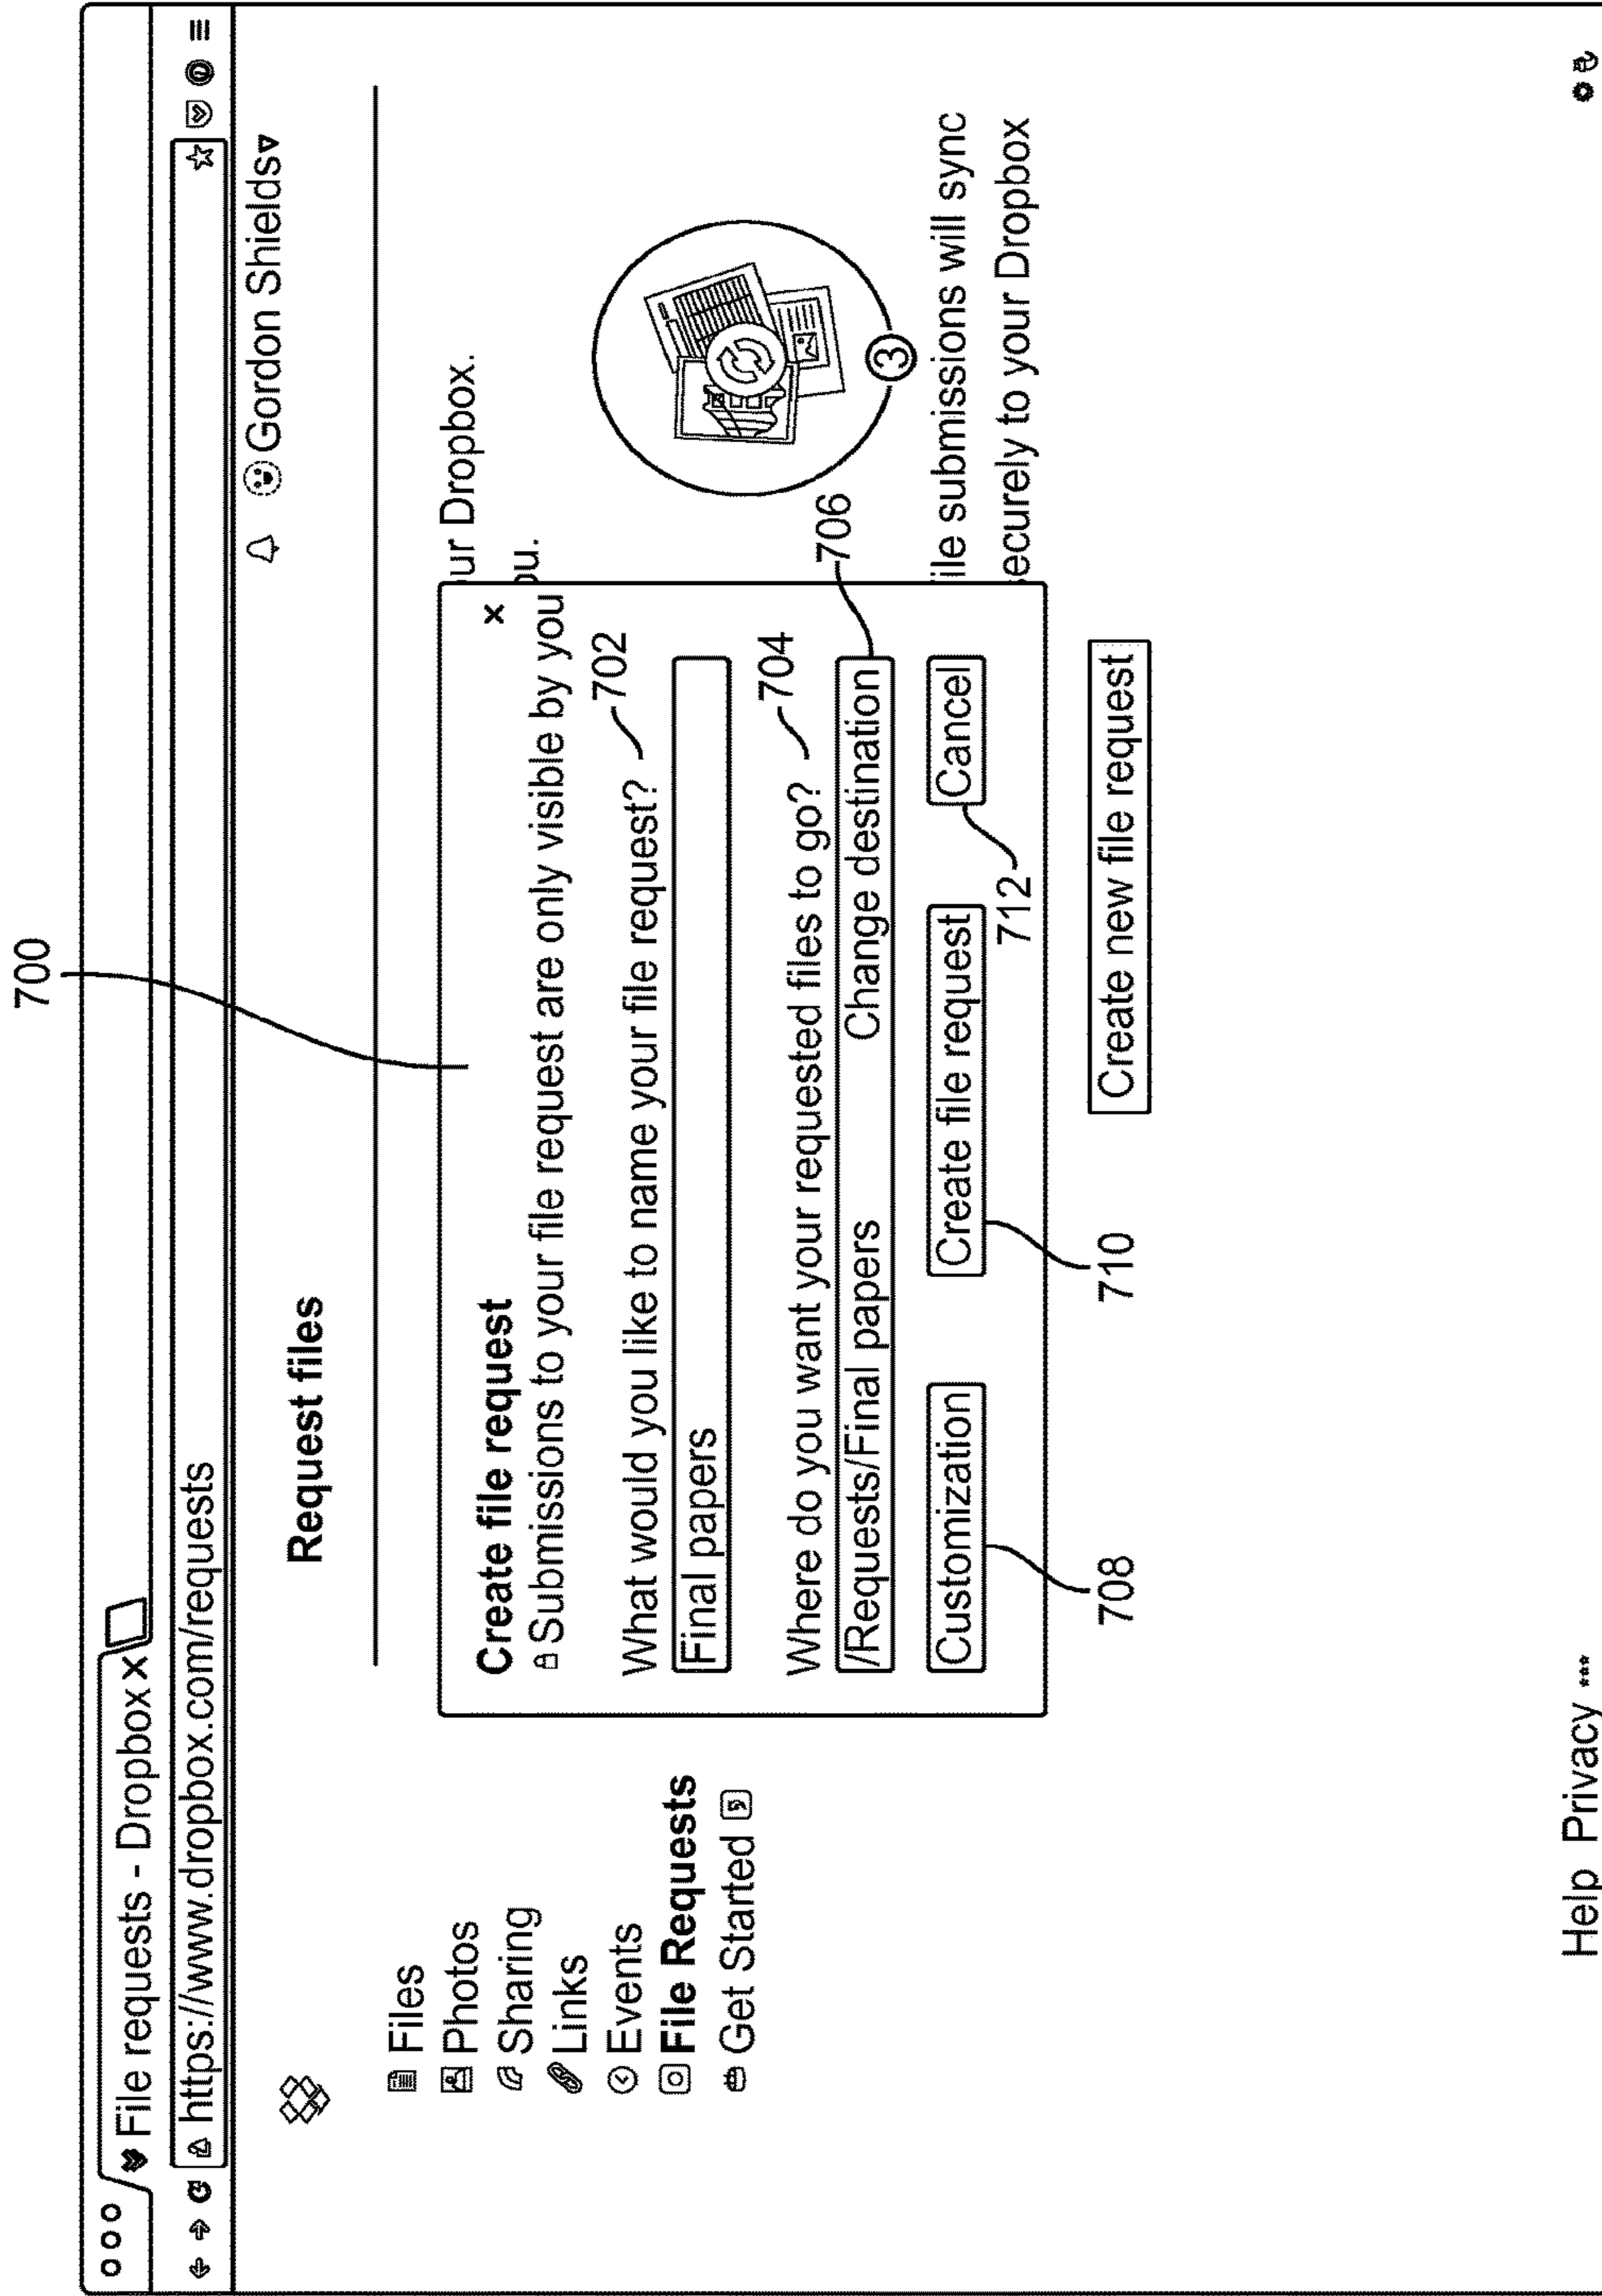 700
File requests - Dropbox X
https://www.dropbox.com/requests
Gordon Shields
Request files
Files
Photos
Sharing
Links
Events
File Requests
Get Started
ur Dropbox.
ou.
Create file request
x
Submissions to your file request are only visible by you
What would you like to name your file request?
702
Final papers
Where do you want your requested files to go?
704
/Requests/Final papers
Change destination
706
Customization
Create file request
Cancel
708
710
712
3
ile submissions will sync
ecurely to your Dropbox
Create new file request
Help Privacy